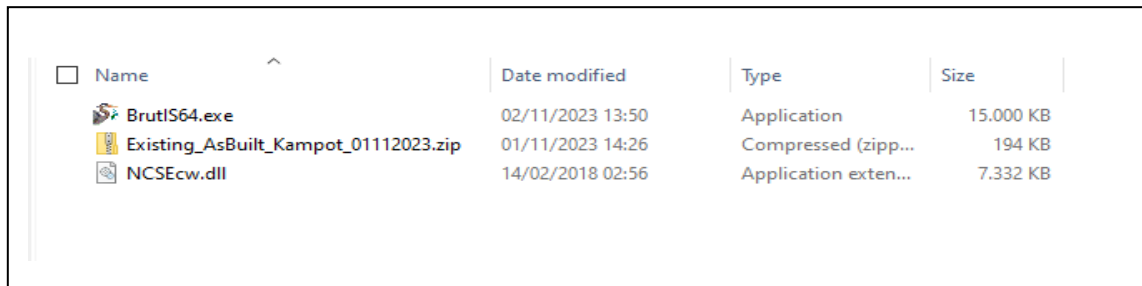 Name Date modified Type Size
BrutIS64.exe 02/11/2023 13:50 Application 15.000 KB
Existing_AsBuilt_Kampot_01112023.zip 01/11/2023 14:26 Compressed (zipp... 194 KB
NCSEcw.dll 14/02/2018 02:56 Application exten... 7.332 KB